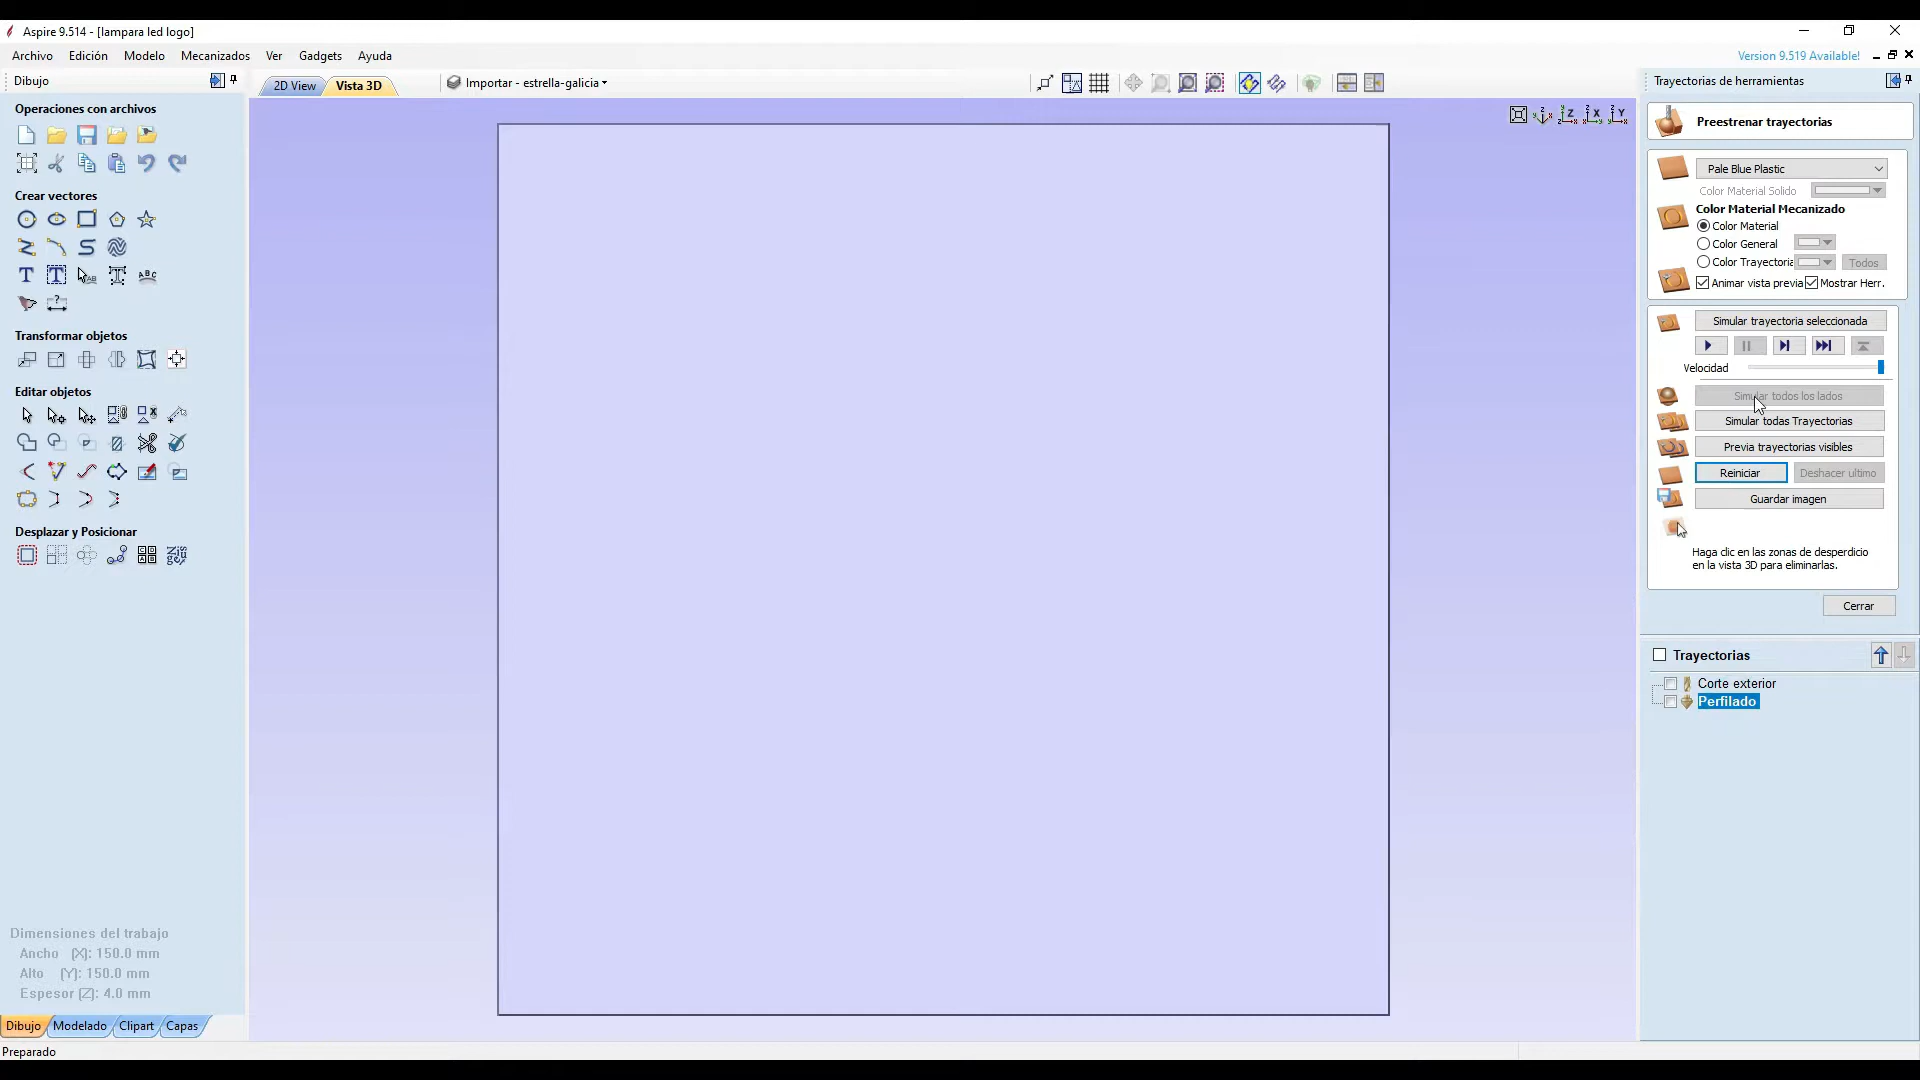 Aspire 9.514 - [lampara led logo]
Archivo Edición Modelo Mecanizados Ver Gadgets Ayuda
Version 9.519 Available!
Dibujo
2D View Vista 3D
Importar - estrella-galicia
Trayectorias de herramientas
Operaciones con archivos
Crear vectores
Transformar objetos
Editar objetos
Desplazar y Posicionar
Dimensiones del trabajo
Ancho (X): 150.0 mm
Alto (Y): 150.0 mm
Espesor (Z): 4.0 mm
Dibujo Modelado Clipart Capas
Preparado
Preestrenar trayectorias
Pale Blue Plastic
Color Material Solido
Color Material Mecanizado
Color Material
Color General
Color Trayectoria
Todos
Animar vista previa Mostrar Herr.
Simular trayectoria seleccionada
Velocidad
Simular todos los lados
Simular todas Trayectorias
Previa trayectorias visibles
Reiniciar Deshacer ultimo
Guardar imagen
Haga clic en las zonas de desperdicio
en la vista 3D para eliminarlas.
Cerrar
Trayectorias
Corte exterior
Perfilado